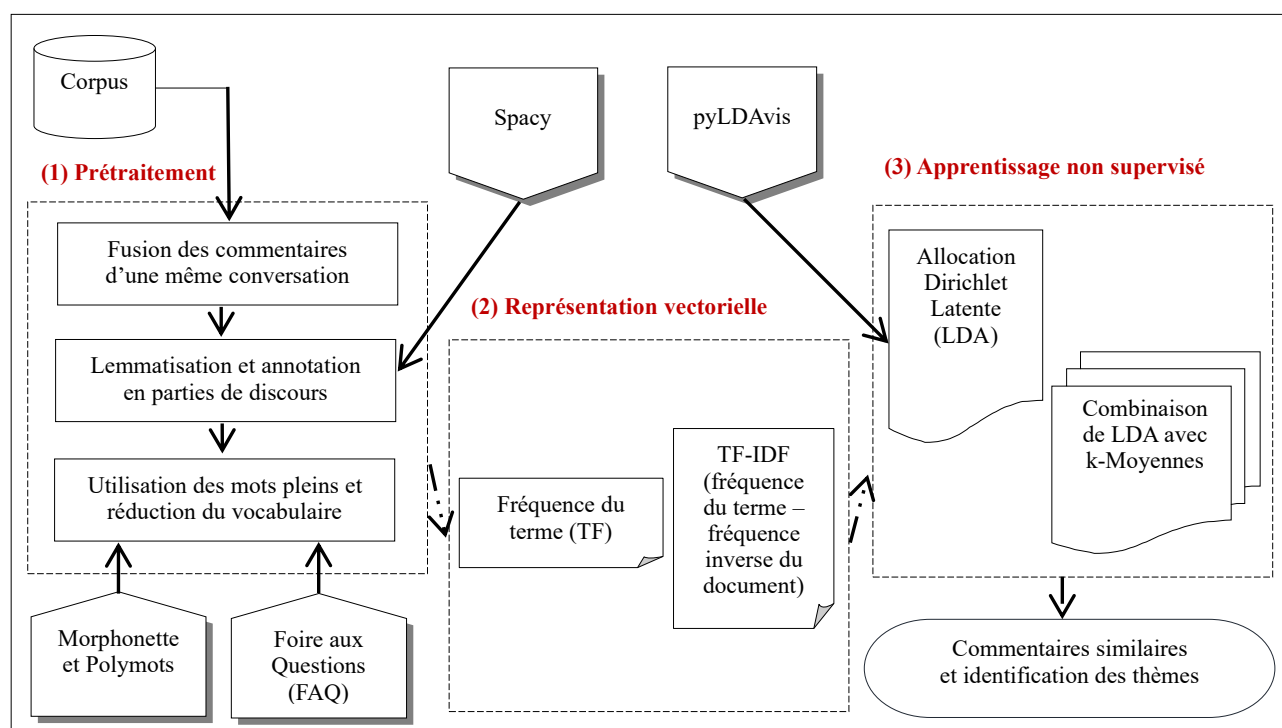 Corpus
Spacy
pyLDAvis
(1) Prétraitement
(3) Apprentissage non supervisé
Fusion des commentaires
d’une même conversation
Lemmatisation et annotation
en parties de discours
Utilisation des mots pleins et
réduction du vocabulaire
Morphonette
et Polymots
Foire aux
Questions
(FAQ)
(2) Représentation vectorielle
Fréquence du
terme (TF)
TF-IDF
(fréquence
du terme –
fréquence
inverse du
document)
Allocation
Dirichlet
Latente
(LDA)
Combinaison
de LDA avec
k-Moyennes
Commentaires similaires
et identification des thèmes